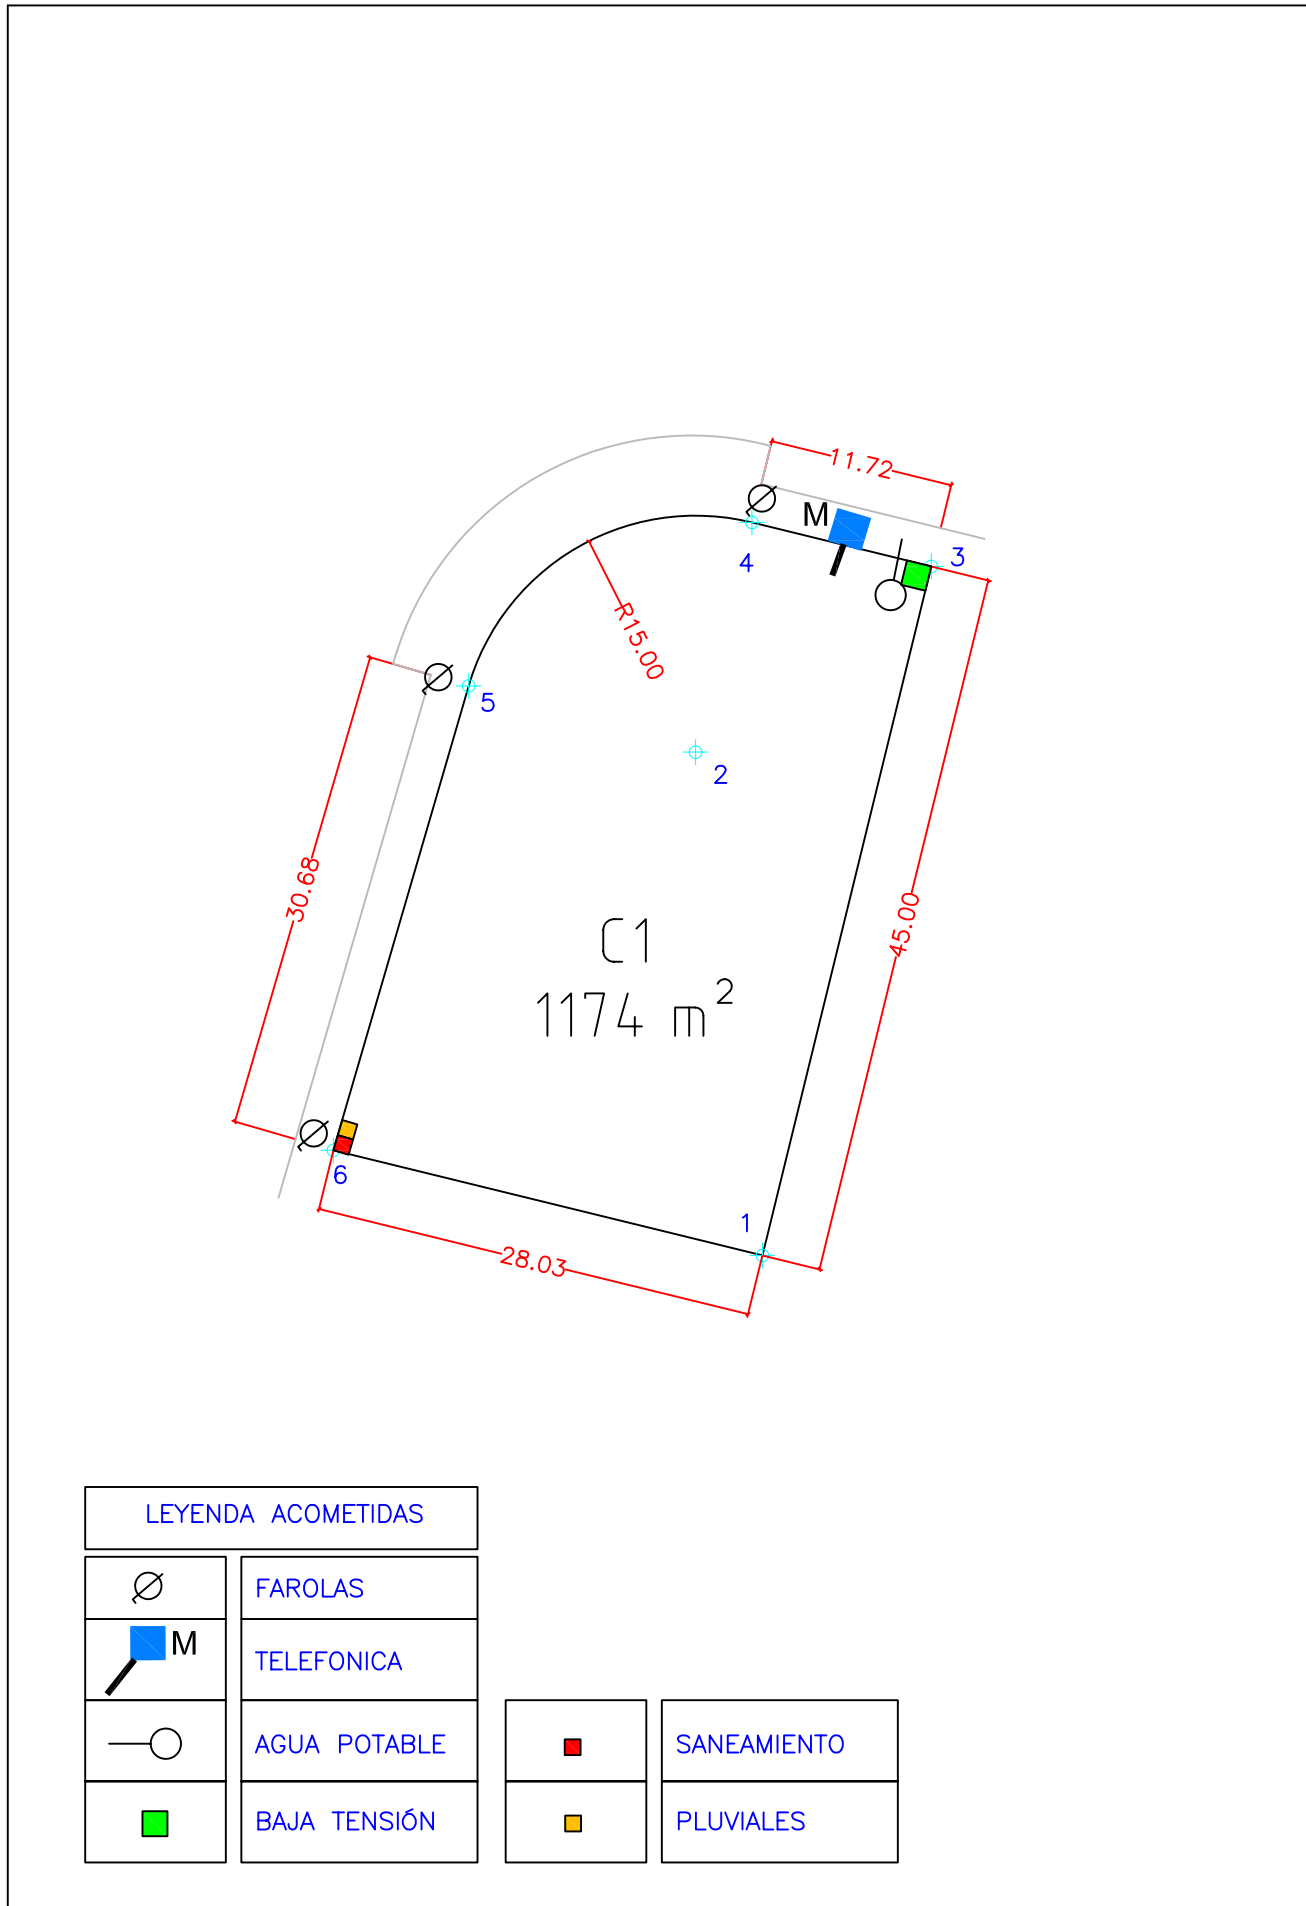 11.72
M
3
4
R15.00
5
2
30.68
45.00
C1
1174 m²
6
1
28.03
LEYENDA ACOMETIDAS
FAROLAS
M
TELEFONICA
AGUA POTABLE
SANEAMIENTO
BAJA TENSIÓN
PLUVIALES